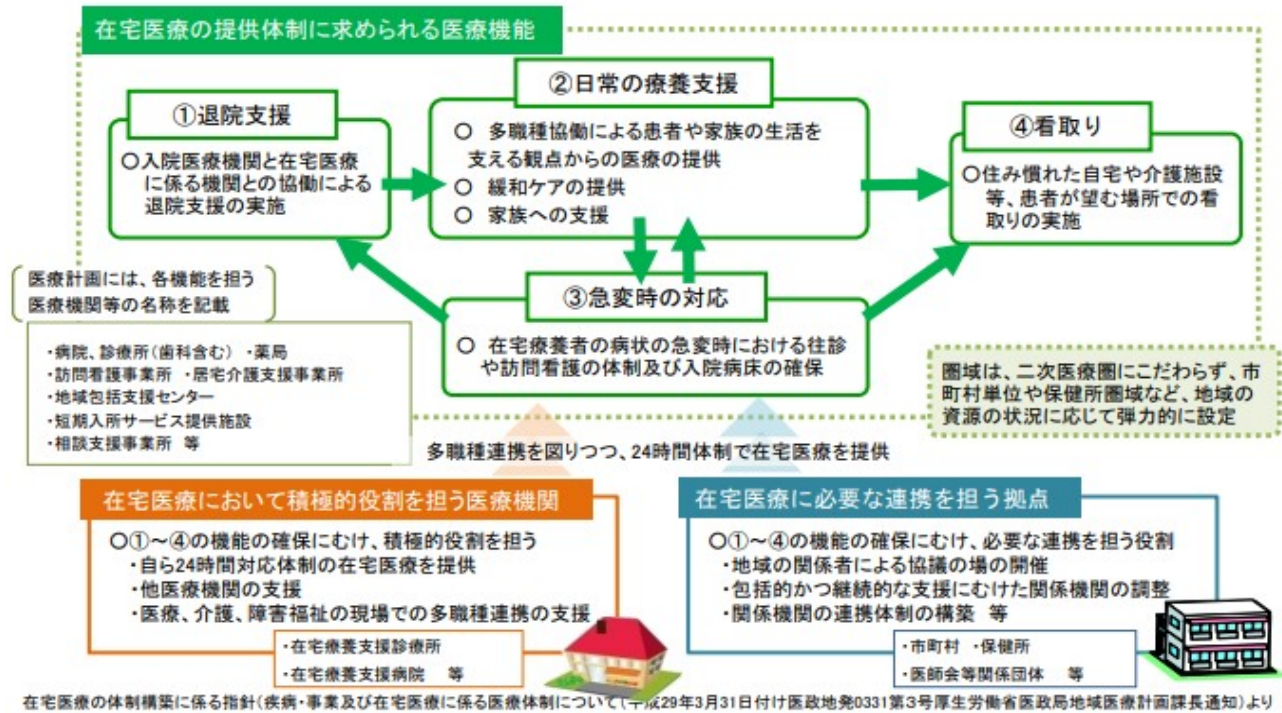 在宅医療の提供体制に求められる医療機能
①退院支援
○入院医療機関と在宅医療
に係る機関との協働による
退院支援の実施
②日常の療養支援
○ 多職種協働による患者や家族の生活を
支える観点からの医療の提供
○ 緩和ケアの提供
○ 家族への支援
④看取り
○住み慣れた自宅や介護施設
等、患者が望む場所での看
取りの実施
③急変時の対応
○ 在宅療養者の病状の急変時における往診
や訪問看護の体制及び入院病床の確保
医療計画には、各機能を担う
医療機関等の名称を記載
・病院、診療所(歯科含む) ・薬局
・訪問看護事業所 ・居宅介護支援事業所
・地域包括支援センター
・短期入所サービス提供施設
・相談支援事業所 等
圏域は、二次医療圏にこだわらず、市
町村単位や保健所圏域など、地域の
資源の状況に応じて弾力的に設定
多職種連携を図りつつ、24時間体制で在宅医療を提供
在宅医療において積極的役割を担う医療機関
○①～④の機能の確保にむけ、積極的役割を担う
・自ら24時間対応体制の在宅医療を提供
・他医療機関の支援
・医療、介護、障害福祉の現場での多職種連携の支援
・在宅療養支援診療所
・在宅療養支援病院 等
在宅医療に必要な連携を担う拠点
○①～④の機能の確保にむけ、必要な連携を担う役割
・地域の関係者による協議の場の開催
・包括的かつ継続的な支援にむけた関係機関の調整
・関係機関の連携体制の構築 等
・市町村 ・保健所
・医師会等関係団体 等
在宅医療の体制構築に係る指針(疾病・事業及び在宅医療に係る医療体制について(平成29年3月31日付け医政地発0331第3号厚生労働省医政局地域医療計画課長通知)より